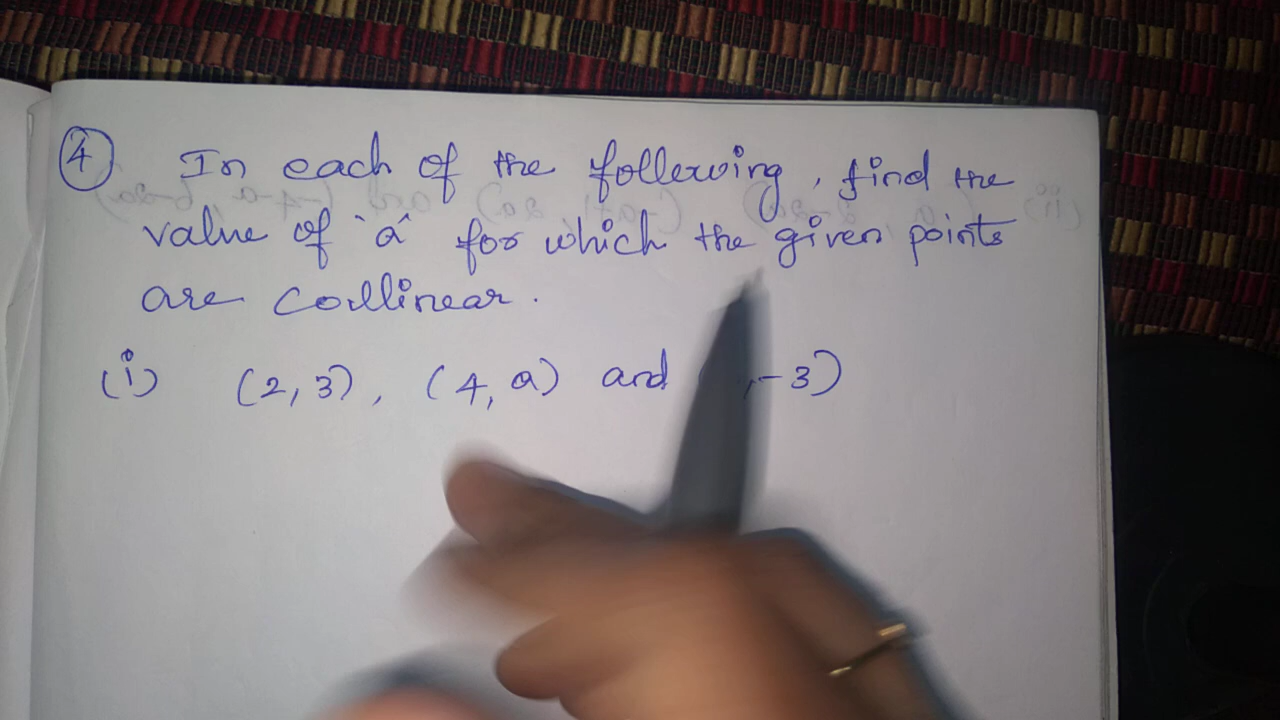 4 In each of the following, find the
value of 'a' for which the given points
are collinear.
(i) (2, 3), (4, a) and , -3)